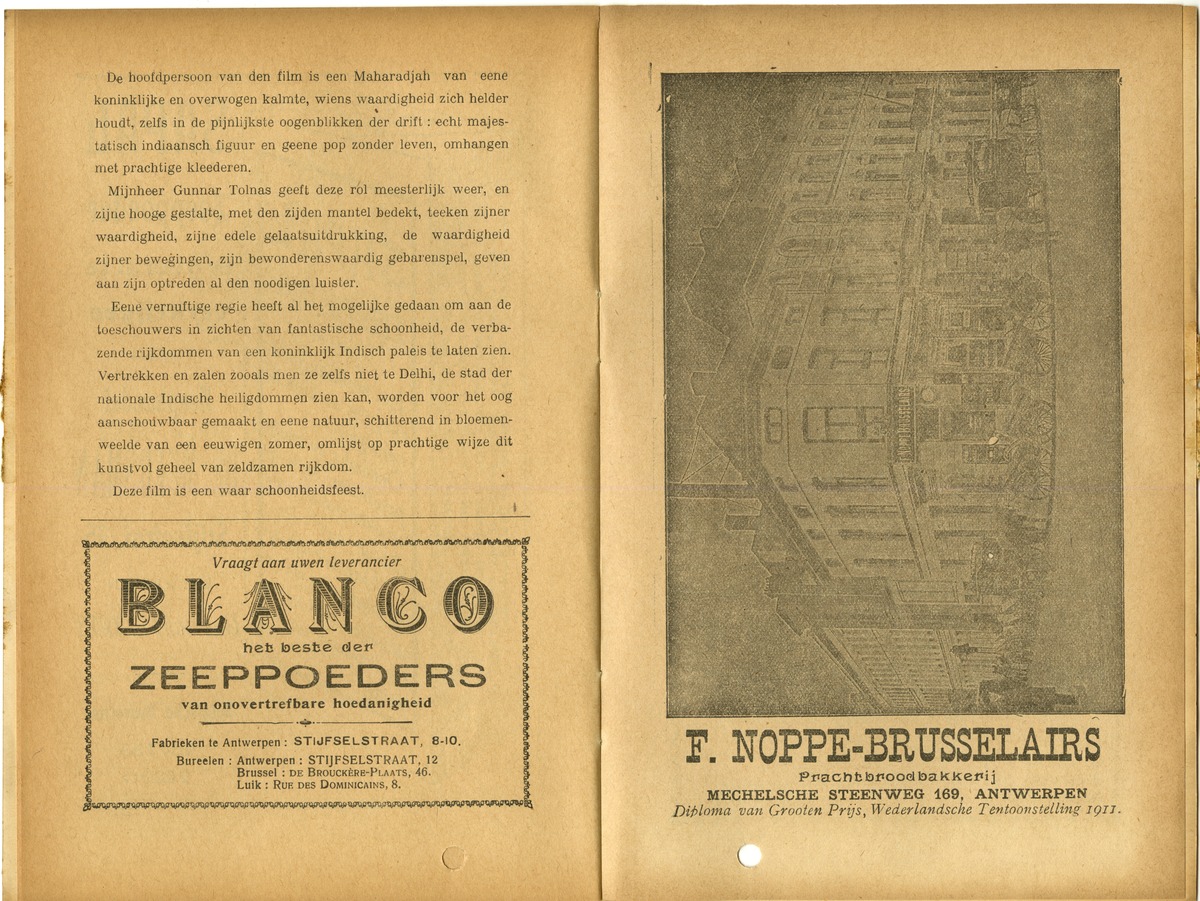 De hoofdpersoon van den film is een Maharadjah van eene
koninklijke en overwogen kalmte, wiens waardigheid zich helder
houdt, zelfs in de pijnlijkste oogenblikken der drift : echt majes-
tatisch indiaansch figuur en geene pop zonder leven, omhangen
met prachtige kleederen.
Mijnheer Gunnar Tolnas geeft deze rol meesterlijk weer, en
zijne hooge gestalte, met den zijden mantel bedekt, teeken zijner
waardigheid, zijne edele gelaatsuitdrukking, de waardigheid
zijner bewegingen, zijn bewonderenswaardig gebarenspel, geven
aan zijn optreden al den noodigen luister.
Eene vernuftige regie heeft al het mogelijke gedaan om aan de
toeschouwers in zichten van fantastische schoonheid, de verba-
zende rijkdommen van een koninklijk Indisch paleis te laten zien.
Vertrekken en zalen zooals men ze zelfs niet te Delhi, de stad der
nationale Indische heiligdommen zien kan, worden voor het oog
aanschouwbaar gemaakt en eene natuur, schitterend in bloemen-
weelde van een eeuwigen zomer, omlijst op prachtige wijze dit
kunstvol geheel van zeldzamen rijkdom.
Deze film is een waar schoonheidsfeest.
Vraagt aan uwen leverancier
BLANCO
het beste der
ZEEPPOEDERS
van onovertrefbare hoedanigheid
Fabrieken te Antwerpen : STIJFSELSTRAAT, 8-10.
Bureelen : Antwerpen : STIJFSELSTRAAT, 12
Brussel : DE BROUCKÈRE-PLAATS, 46.
Luik : RUE DES DOMINICAINS, 8.
F. NOPPE-BRUSSELAIRS
Prachtbroodbakkerij
MECHELSCHE STEENWEG 169, ANTWERPEN
Diploma van Grooten Prijs, Wederlandsche Tentoonstelling 1911.